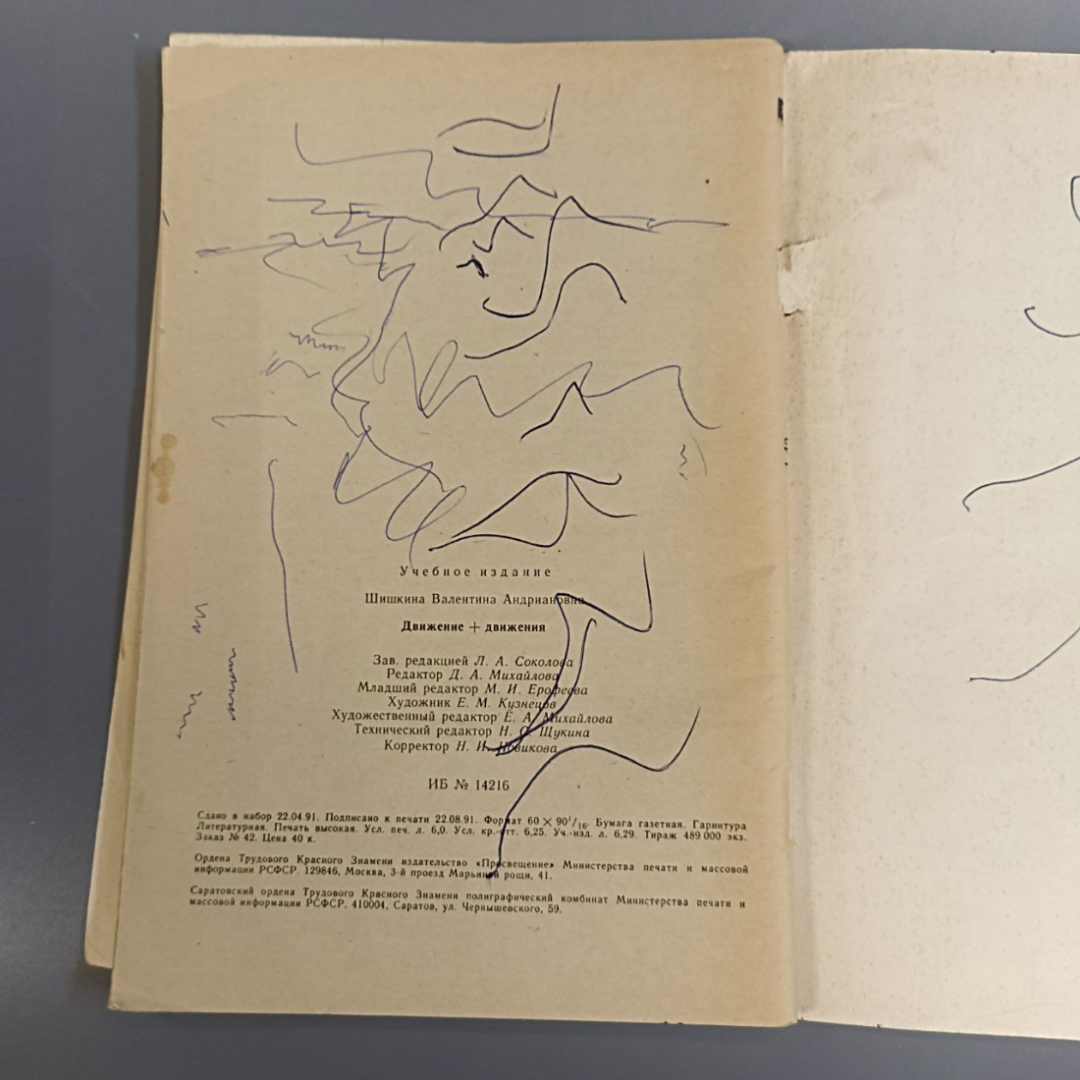 Учебное издание
Шишкина Валентина Андриановна
Движение + движения
Зав. редакцией Л. А. Соколова
Редактор Д. А. Михайлова
Младший редактор М. И. Ерофеева
Художник Е. М. Кузнецов
Художественный редактор Е. А. Михайлова
Технический редактор Н. С. Щукина
Корректор Н. И. Новикова
ИБ № 14216
Сдано в набор 22.04.91. Подписано к печати 22.08.91. Формат 60 × 90¹/₁₆. Бумага газетная. Гарнитура
Литературная. Печать высокая. Усл. печ. л. 6,0. Усл. кр.-отт. 6,25. Уч.-изд. л. 6,29. Тираж 489 000 экз.
Заказ № 42. Цена 40 к.
Ордена Трудового Красного Знамени издательство «Просвещение» Министерства печати и массовой
информации РСФСР. 129846, Москва, 3-й проезд Марьиной рощи, 41.
Саратовский ордена Трудового Красного Знамени полиграфический комбинат Министерства печати и
массовой информации РСФСР. 410004, Саратов, ул. Чернышевского, 59.